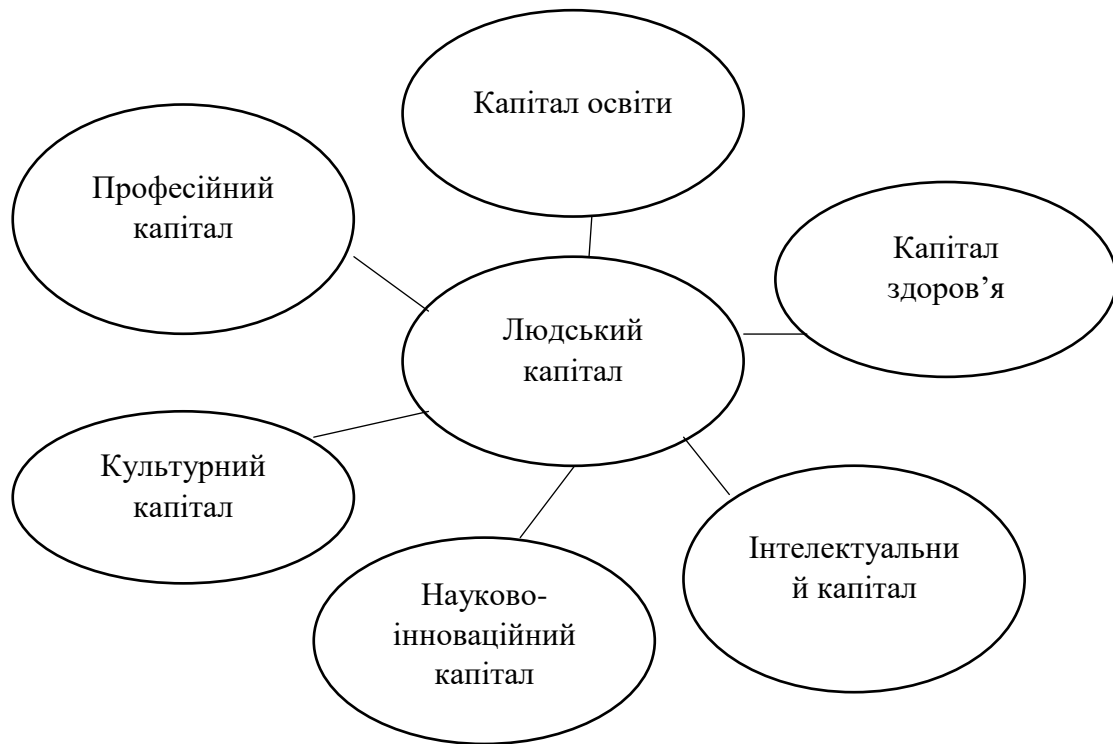 Капітал освіти
Професійний
капітал
Капітал
здоров’я
Людський
капітал
Культурний
капітал
Інтелектуальни
й капітал
Науково-
інноваційний
капітал